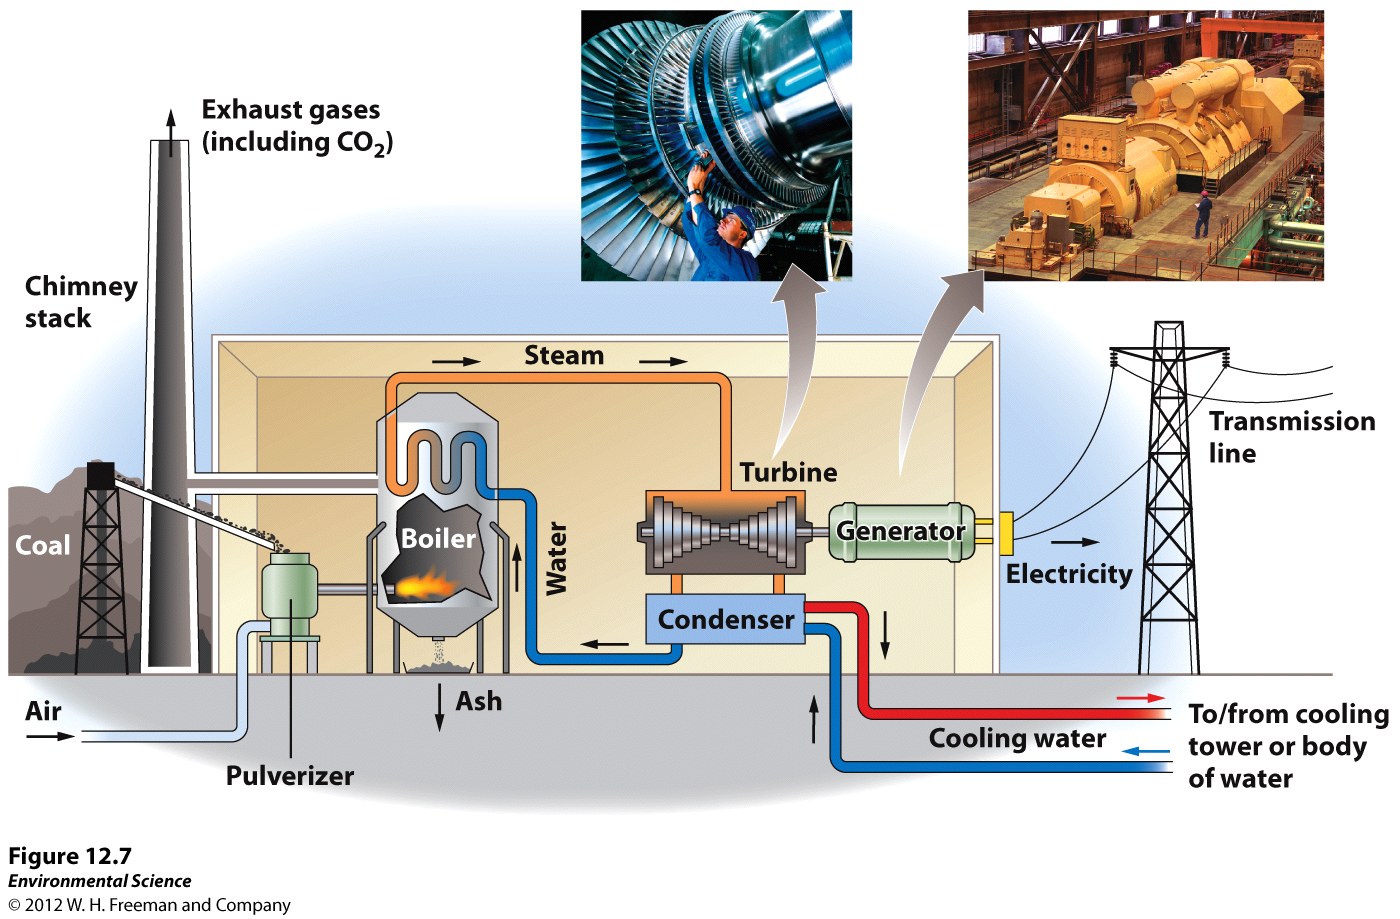 Exhaust gases
(including CO₂)
Chimney
stack
Steam
Transmission
line
Turbine
Coal
Boiler
Water
Generator
Electricity
Condenser
Air
Ash
Pulverizer
Cooling water
To/from cooling
tower or body
of water
Figure 12.7
Environmental Science
© 2012 W. H. Freeman and Company